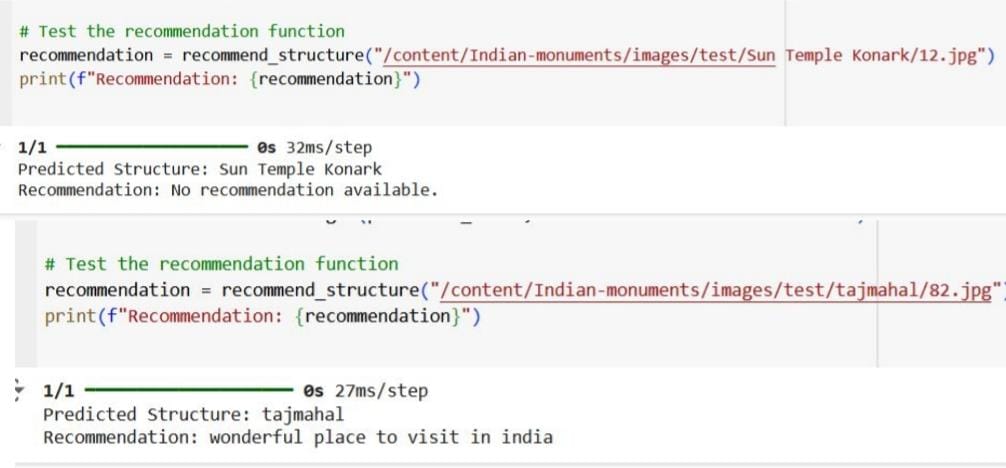 # Test the recommendation function
recommendation = recommend_structure("/content/Indian-monuments/images/test/Sun Temple Konark/12.jpg")
print(f"Recommendation: {recommendation}")
1/1 0s 32ms/step
Predicted Structure: Sun Temple Konark
Recommendation: No recommendation available.
# Test the recommendation function
recommendation = recommend_structure("/content/Indian-monuments/images/test/tajmahal/82.jpg"
print(f"Recommendation: {recommendation}")
1/1 0s 27ms/step
Predicted Structure: tajmahal
Recommendation: wonderful place to visit in india